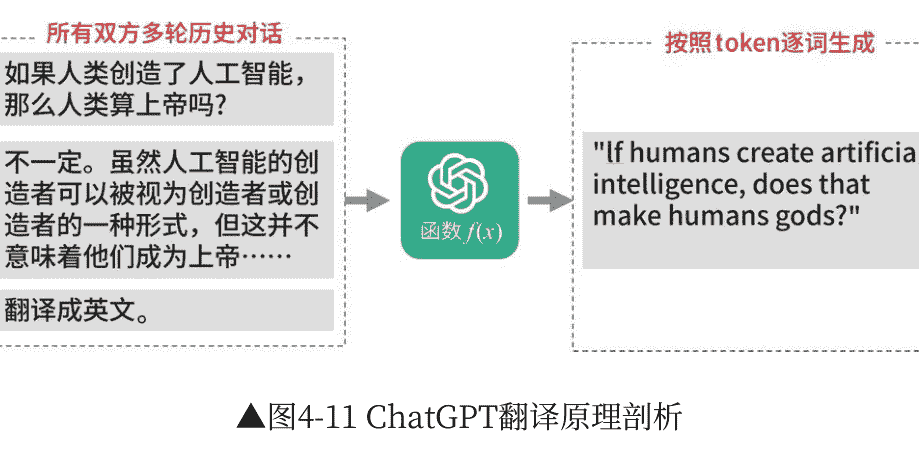 所有双方多轮历史对话
如果人类创造了人工智能，
那么人类算上帝吗?
不一定。虽然人工智能的创
造者可以被视为创造者或创
造者的一种形式，但这并不
意味着他们成为上帝……
翻译成英文。
函数 f(x)
按照token逐词生成
"lf humans create artificia
intelligence, does that
make humans gods?"
▲图4-11 ChatGPT翻译原理剖析